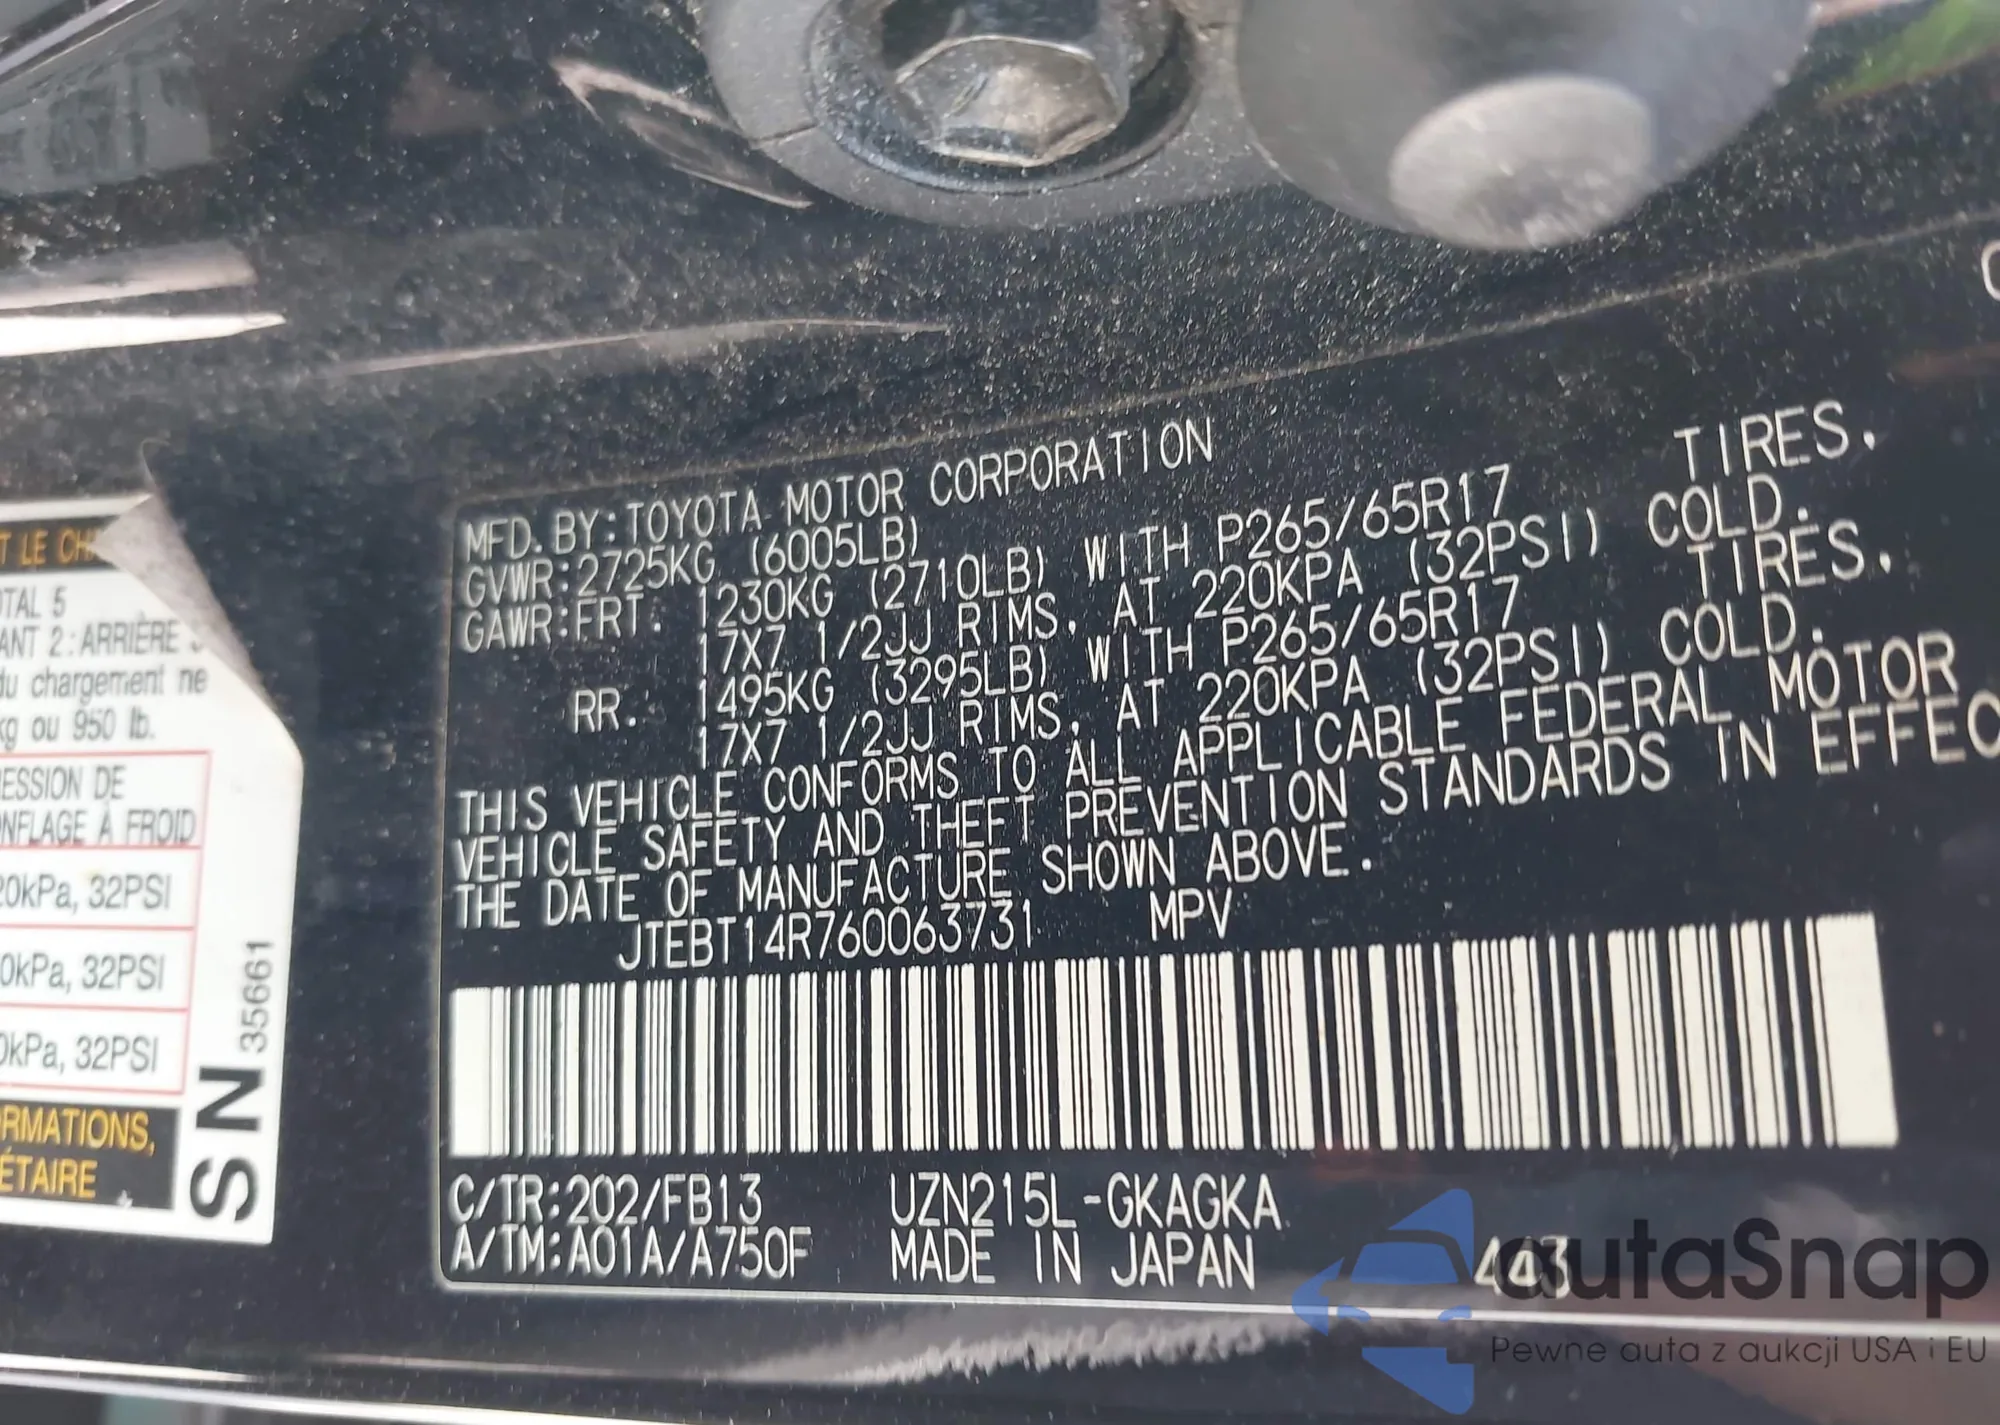 MFD. BY: TOYOTA MOTOR CORPORATION
GVWR: 2725KG (6005LB)
GAWR: FRT. 1230KG (2710LB) WITH P265/65R17 TIRES,
17X7 1/2JJ RIMS, AT 220KPA (32PSI) COLD.
RR. 1495KG (3295LB) WITH P265/65R17 TIRES,
17X7 1/2JJ RIMS, AT 220KPA (32PSI) COLD.
THIS VEHICLE CONFORMS TO ALL APPLICABLE FEDERAL MOTOR
VEHICLE SAFETY AND THEFT PREVENTION STANDARDS IN EFFEC
THE DATE OF MANUFACTURE SHOWN ABOVE.
JTEBT14R760063731 MPV
C/TR: 202/FB13 UZN215L-GKAGKA
A/TM: A01A/A750F MADE IN JAPAN 443
T LE CH
OTAL 5
ANT 2: ARRIÈRE
du chargement ne
kg ou 950 lb.
ESSION DE
ONFLAGE À FROID
20kPa, 32PSI
0kPa, 32PSI
0kPa, 32PSI
ORMATIONS,
ÉTAIRE
SN 35661
autaSnap
Pewne auta z aukcji USA i EU